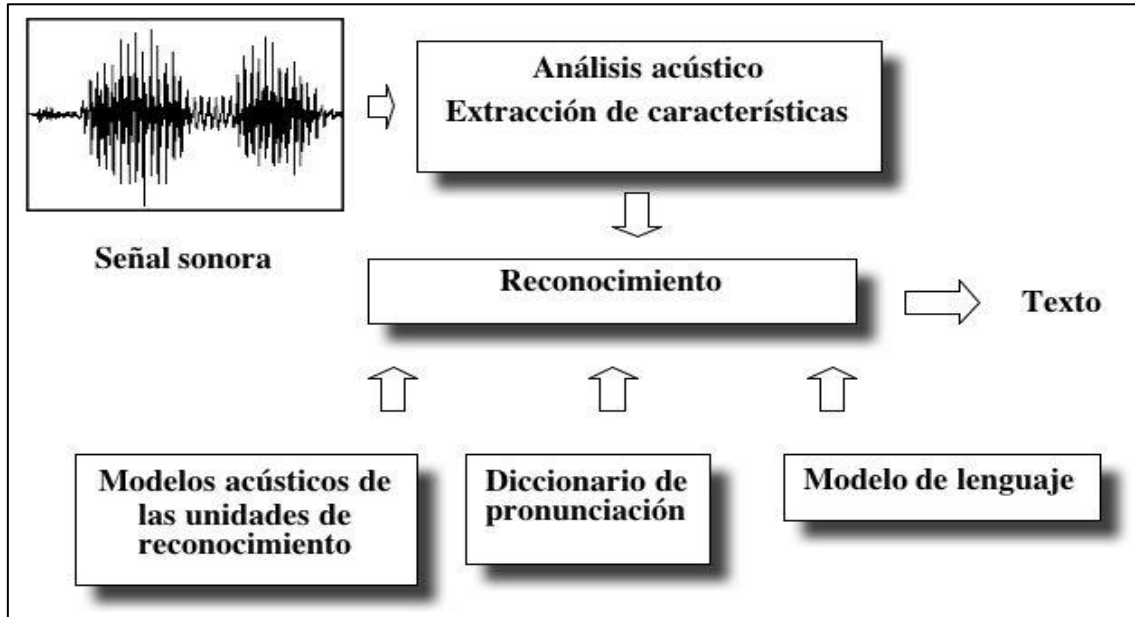 Análisis acústico
Extracción de características
Señal sonora
Reconocimiento
Texto
Modelos acústicos de
las unidades de
reconocimiento
Diccionario de
pronunciación
Modelo de lenguaje